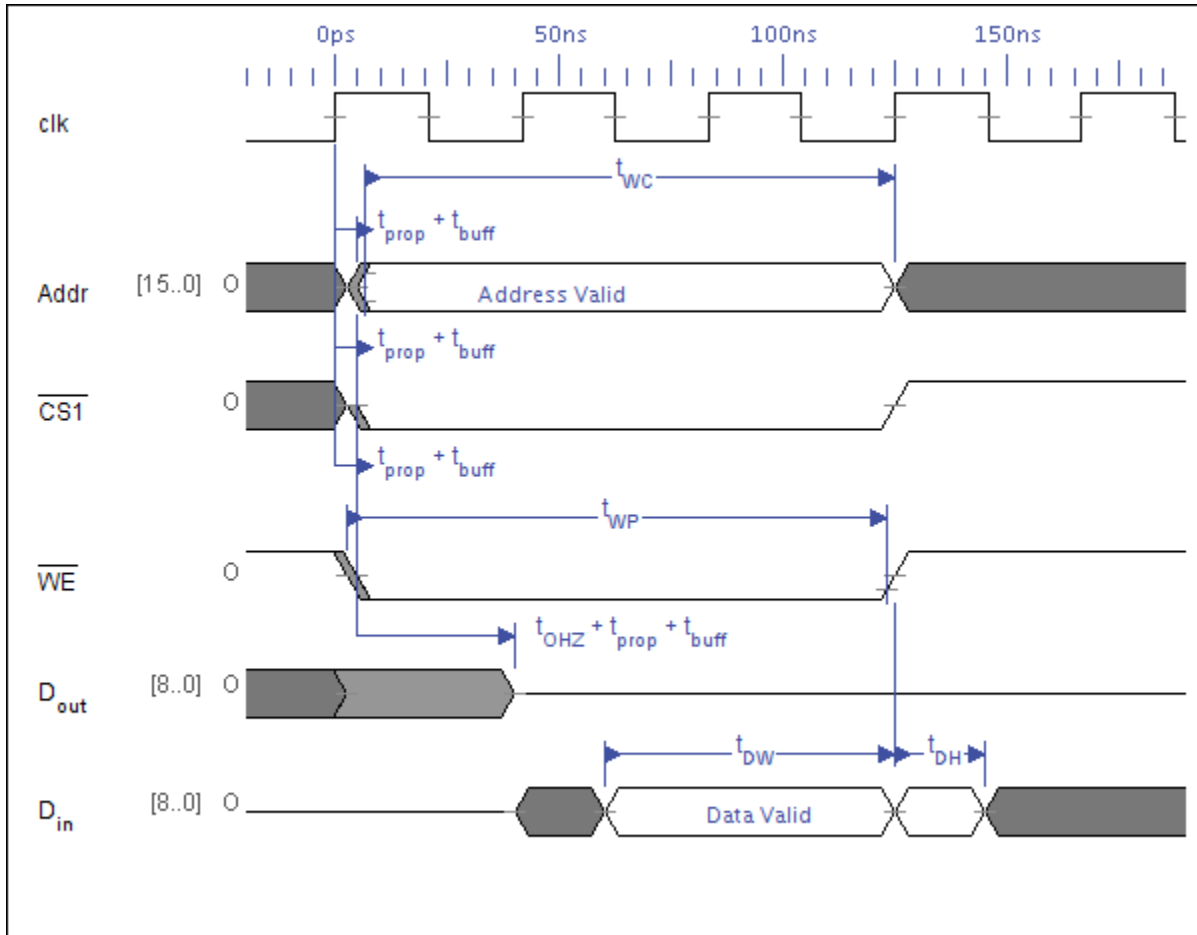 0ps 50ns 100ns 150ns
clk
tWC
tprop + tbuff
Addr [15..0] O
Address Valid
tprop + tbuff
CS1 O
tprop + tbuff
tWP
WE O
tOHZ + tprop + tbuff
Dout [8..0] O
tDW tDH
Din [8..0] O
Data Valid